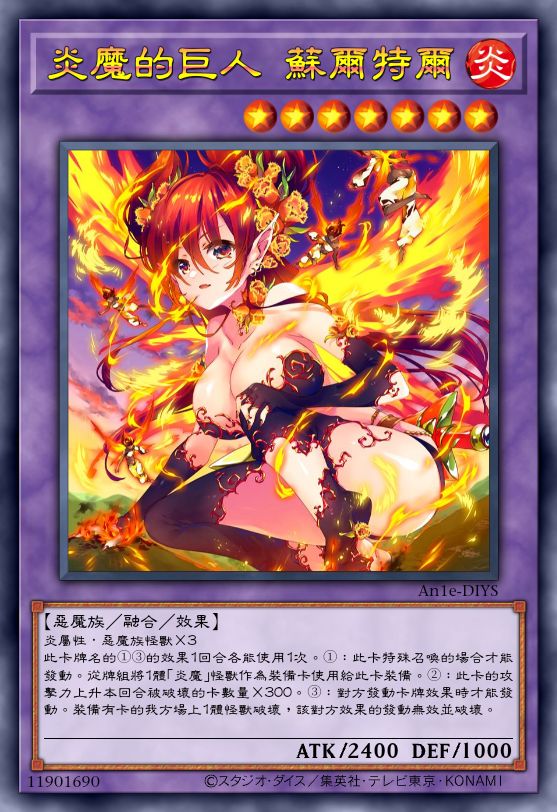 炎魔的巨人 蘇爾特爾 炎
An1e-DIYS
【惡魔族／融合／效果】
炎屬性‧惡魔族怪獸×3
此卡牌名的①③的效果1回合各能使用1次。①：此卡特殊召喚的場合才能
發動。從牌組將1體「炎魔」怪獸作為裝備卡使用給此卡裝備。②：此卡的攻
擊力上升本回合被破壞的卡數量×300。③：對方發動卡牌效果時才能發
動。裝備有卡的我方場上1體怪獸破壞，該對方效果的發動無效並破壞。
ATK/2400 DEF/1000
11901690 ©スタジオ・ダイス／集英社・テレビ東京・KONAMI